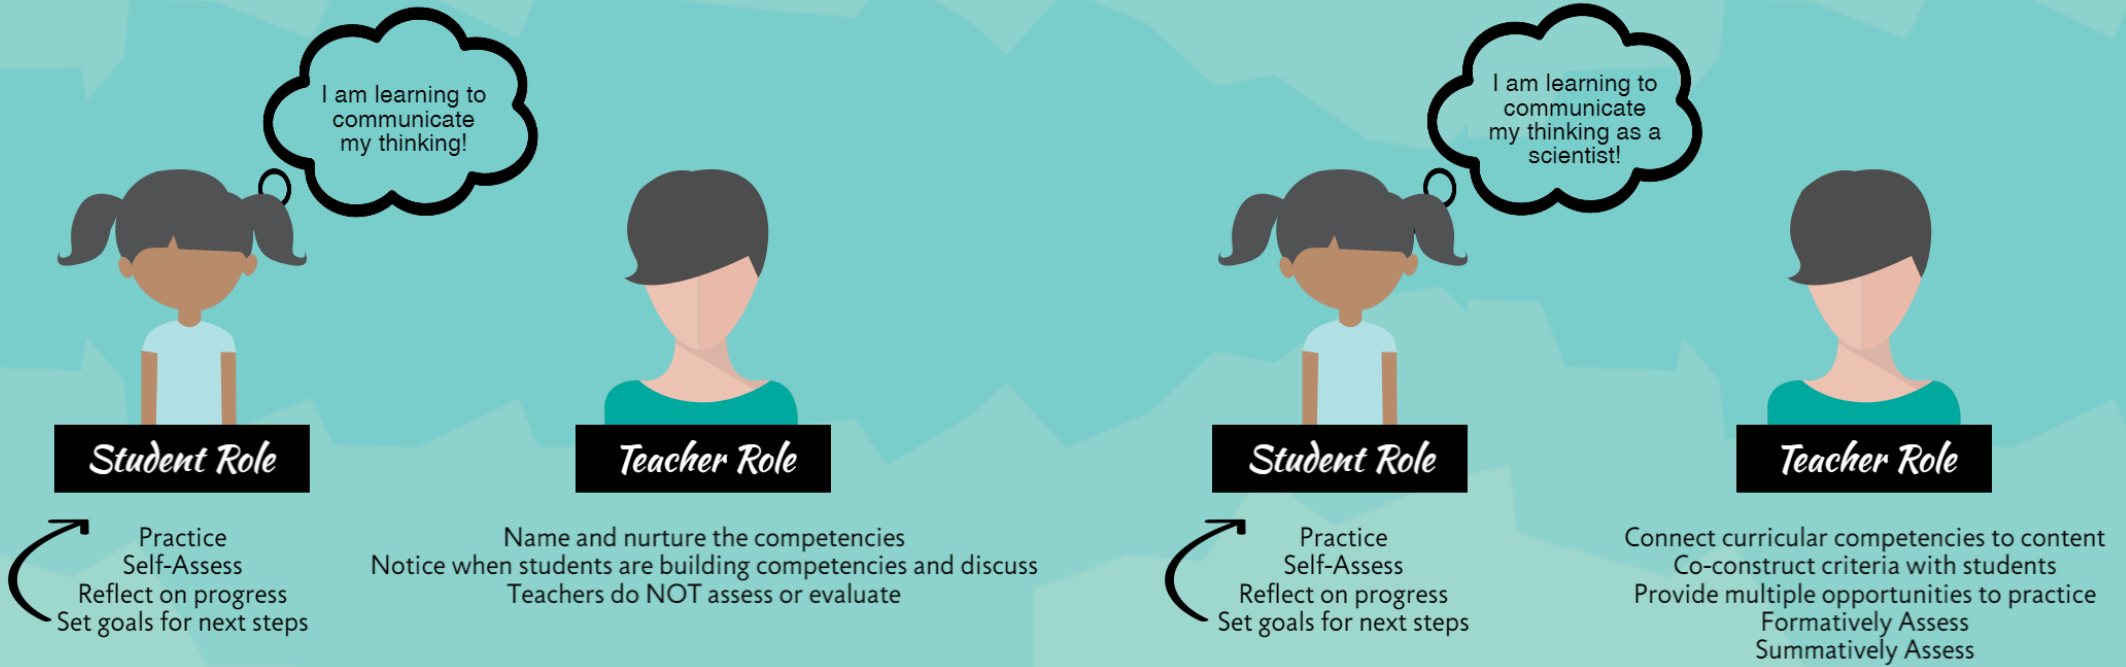 I am learning to
communicate
my thinking!
Student Role
Practice
Self-Assess
Reflect on progress
Set goals for next steps
Teacher Role
Name and nurture the competencies
Notice when students are building competencies and discuss
Teachers do NOT assess or evaluate
I am learning to
communicate
my thinking as a
scientist!
Student Role
Practice
Self-Assess
Reflect on progress
Set goals for next steps
Teacher Role
Connect curricular competencies to content
Co-construct criteria with students
Provide multiple opportunities to practice
Formatively Assess
Summatively Assess